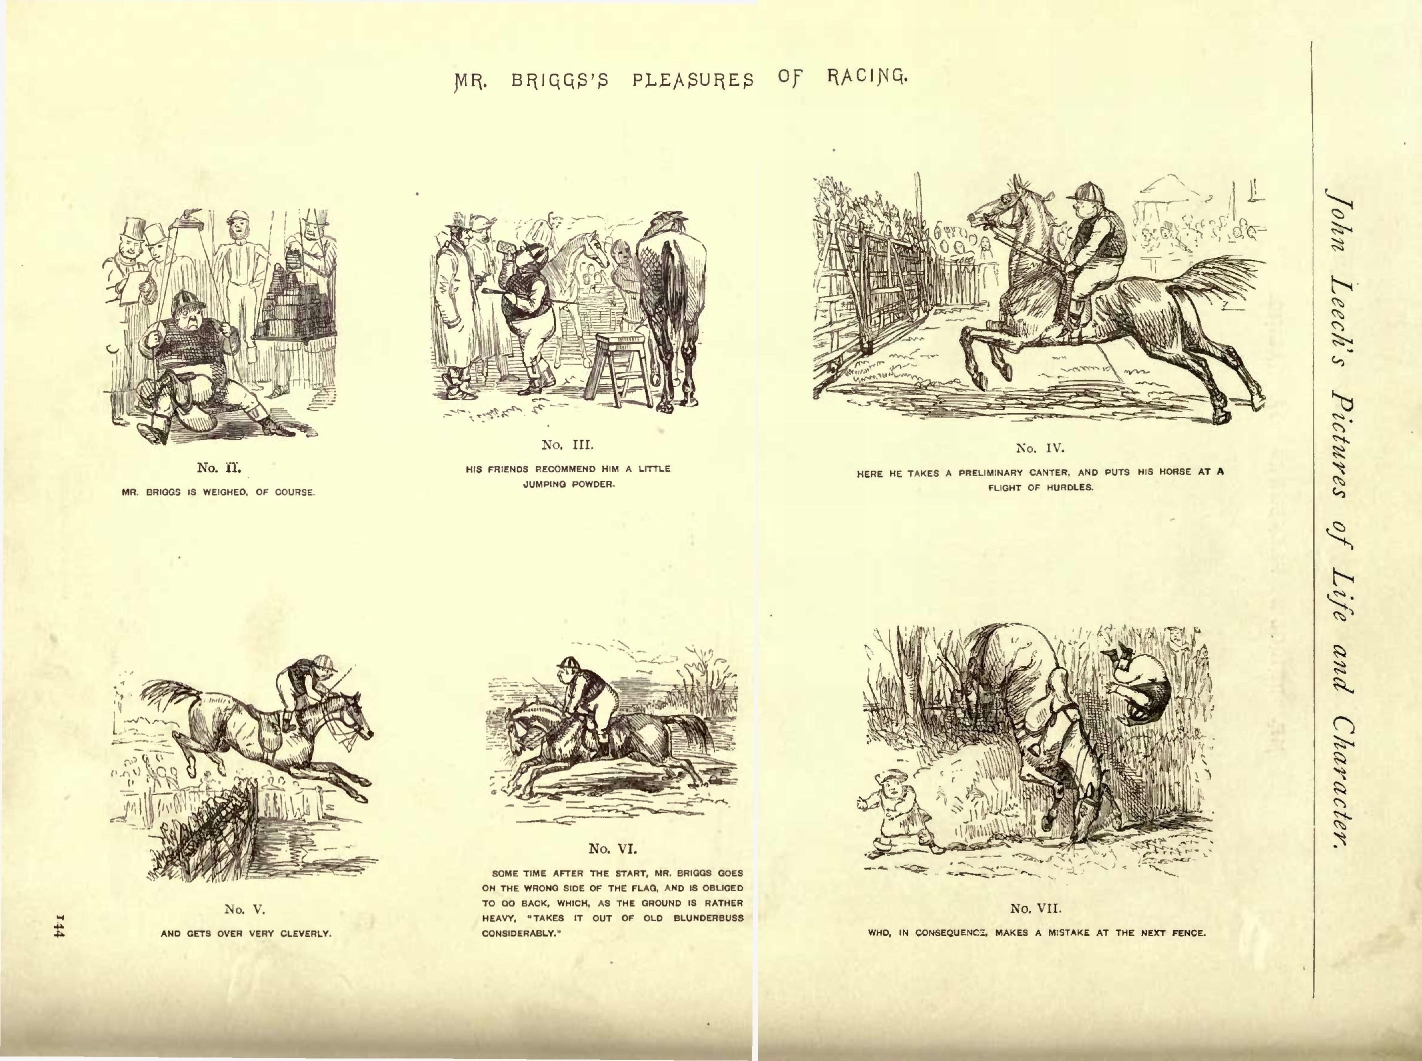 MR. BRIGGS'S PLEASURES OF RACING.
No. II.
MR. BRIGGS IS WEIGHED, OF COURSE.
No. III.
HIS FRIENDS RECOMMEND HIM A LITTLE
JUMPING POWDER.
No. IV.
HERE HE TAKES A PRELIMINARY CANTER, AND PUTS HIS HORSE AT A
FLIGHT OF HURDLES.
No. V.
AND GETS OVER VERY CLEVERLY.
No. VI.
SOME TIME AFTER THE START, MR. BRIGGS GOES
ON THE WRONG SIDE OF THE FLAG, AND IS OBLIGED
TO GO BACK, WHICH, AS THE GROUND IS RATHER
HEAVY, "TAKES IT OUT OF OLD BLUNDERBUSS
CONSIDERABLY."
No. VII.
WHO, IN CONSEQUENCE, MAKES A MISTAKE AT THE NEXT FENCE.
John Leech's Pictures of Life and Character.
144